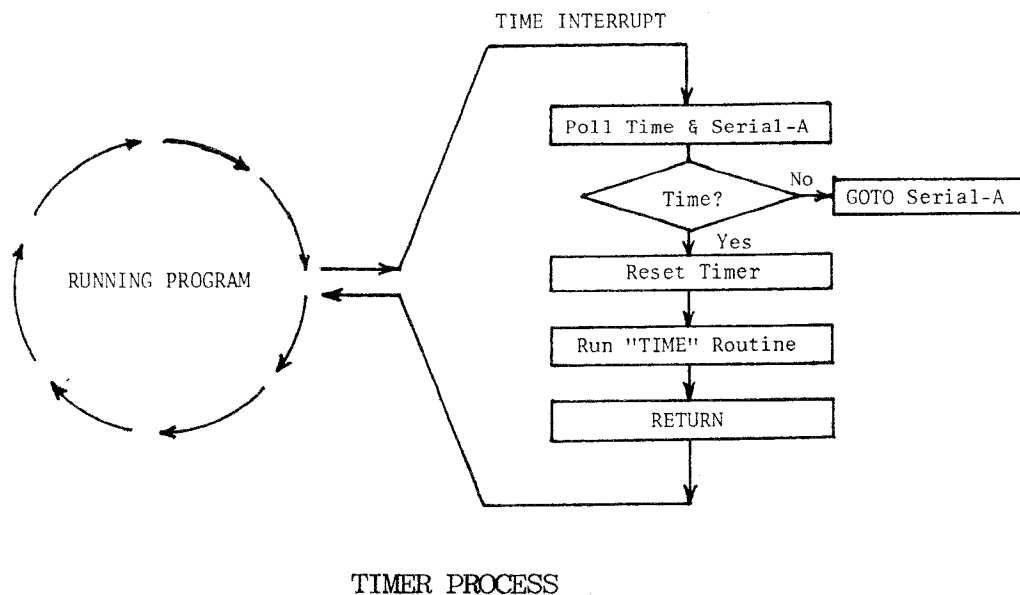 TIME INTERRUPT
Poll Time & Serial-A
Time?
No
GOTO Serial-A
Yes
RUNNING PROGRAM
Reset Timer
Run "TIME" Routine
RETURN
TIMER PROCESS